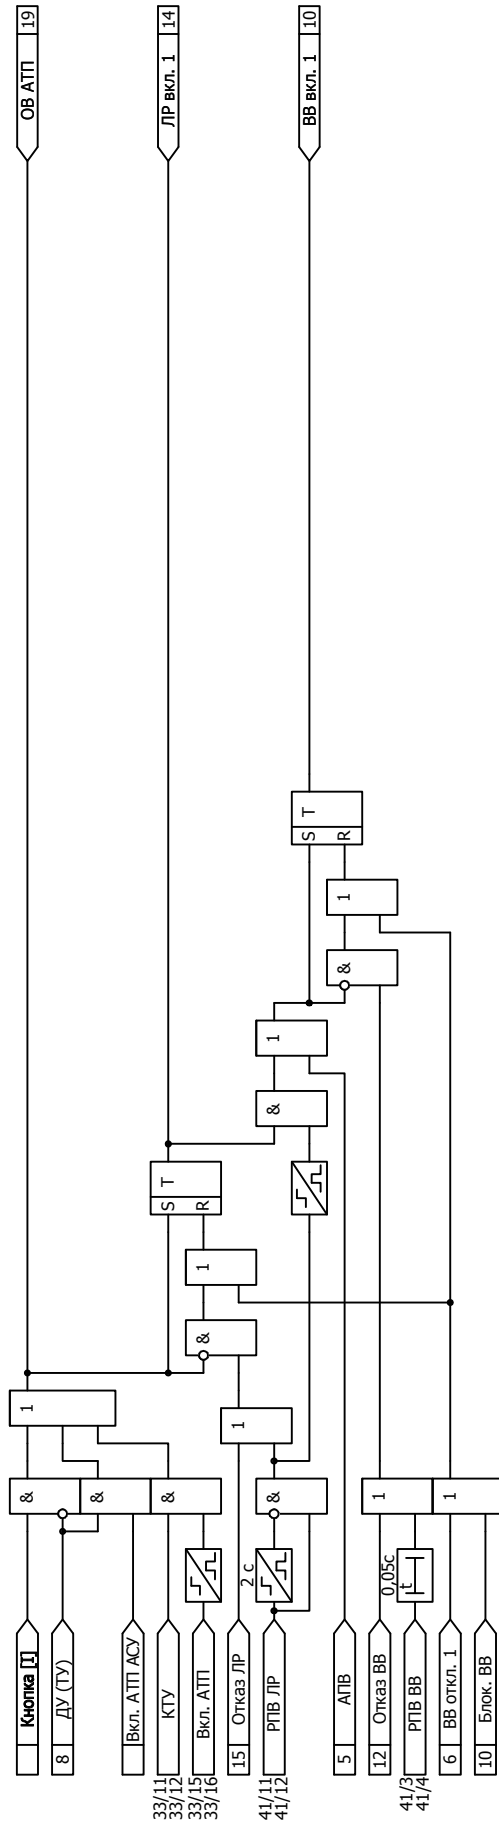 Кнопка [I]
8 ДУ (ТУ)
Вкл. АТП АСУ
33/11
33/12
КТУ
33/15
33/16
Вкл. АТП
15 Отказ ЛР
41/11
41/12
РПВ ЛР
5 АПВ
12 Отказ ВВ
41/3
41/4
РПВ ВВ
6 ВВ откл. 1
10 Блок. ВВ
2 с
0,05с
t
&
&
&
&
1
1
1
1
&
1
S T
R
&
1
&
1
S T
R
ОВ АТП 19
ЛР вкл. 1 14
ВВ вкл. 1 10